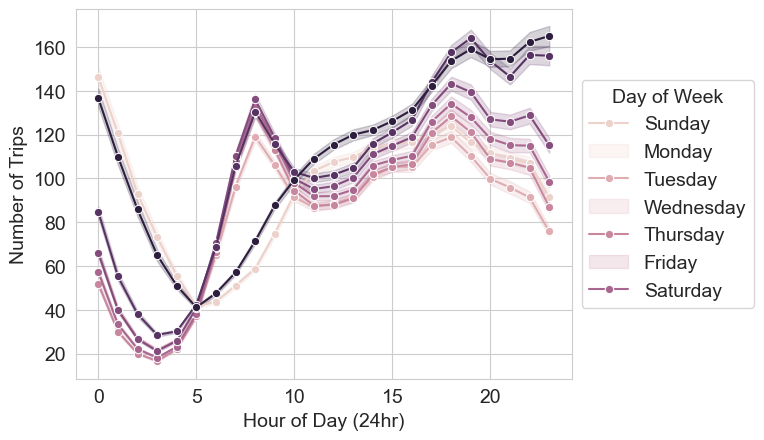 160
140
120
100
80
60
40
20
Number of Trips
0 5 10 15 20
Hour of Day (24hr)
Day of Week
Sunday
Monday
Tuesday
Wednesday
Thursday
Friday
Saturday